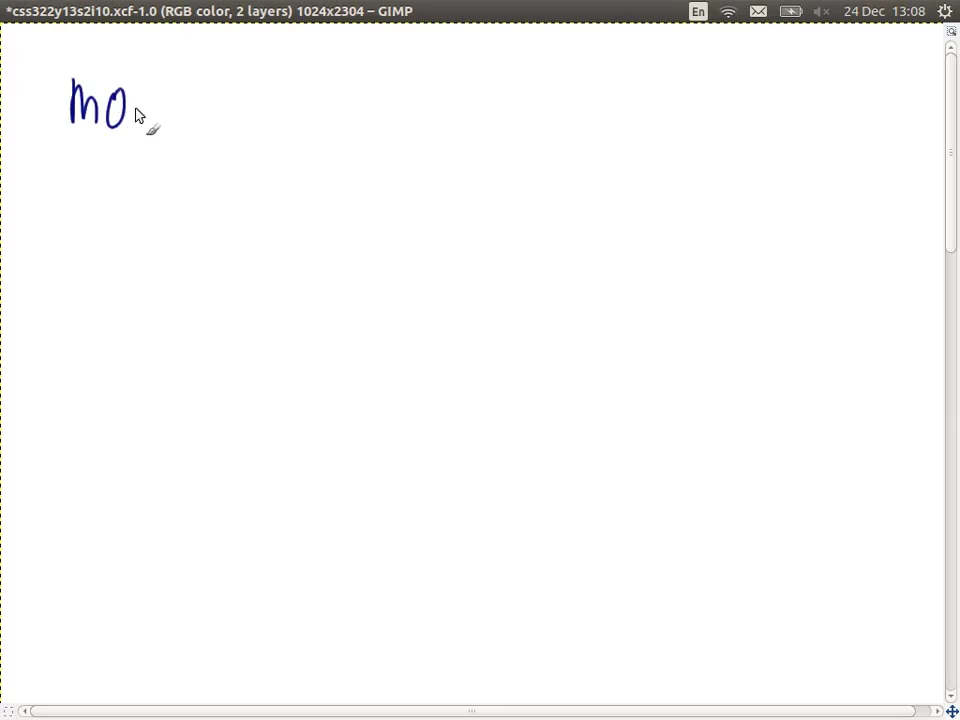 *css322y13s2i10.xcf-1.0 (RGB color, 2 layers) 1024x2304 – GIMP
En
24 Dec 13:08
mo